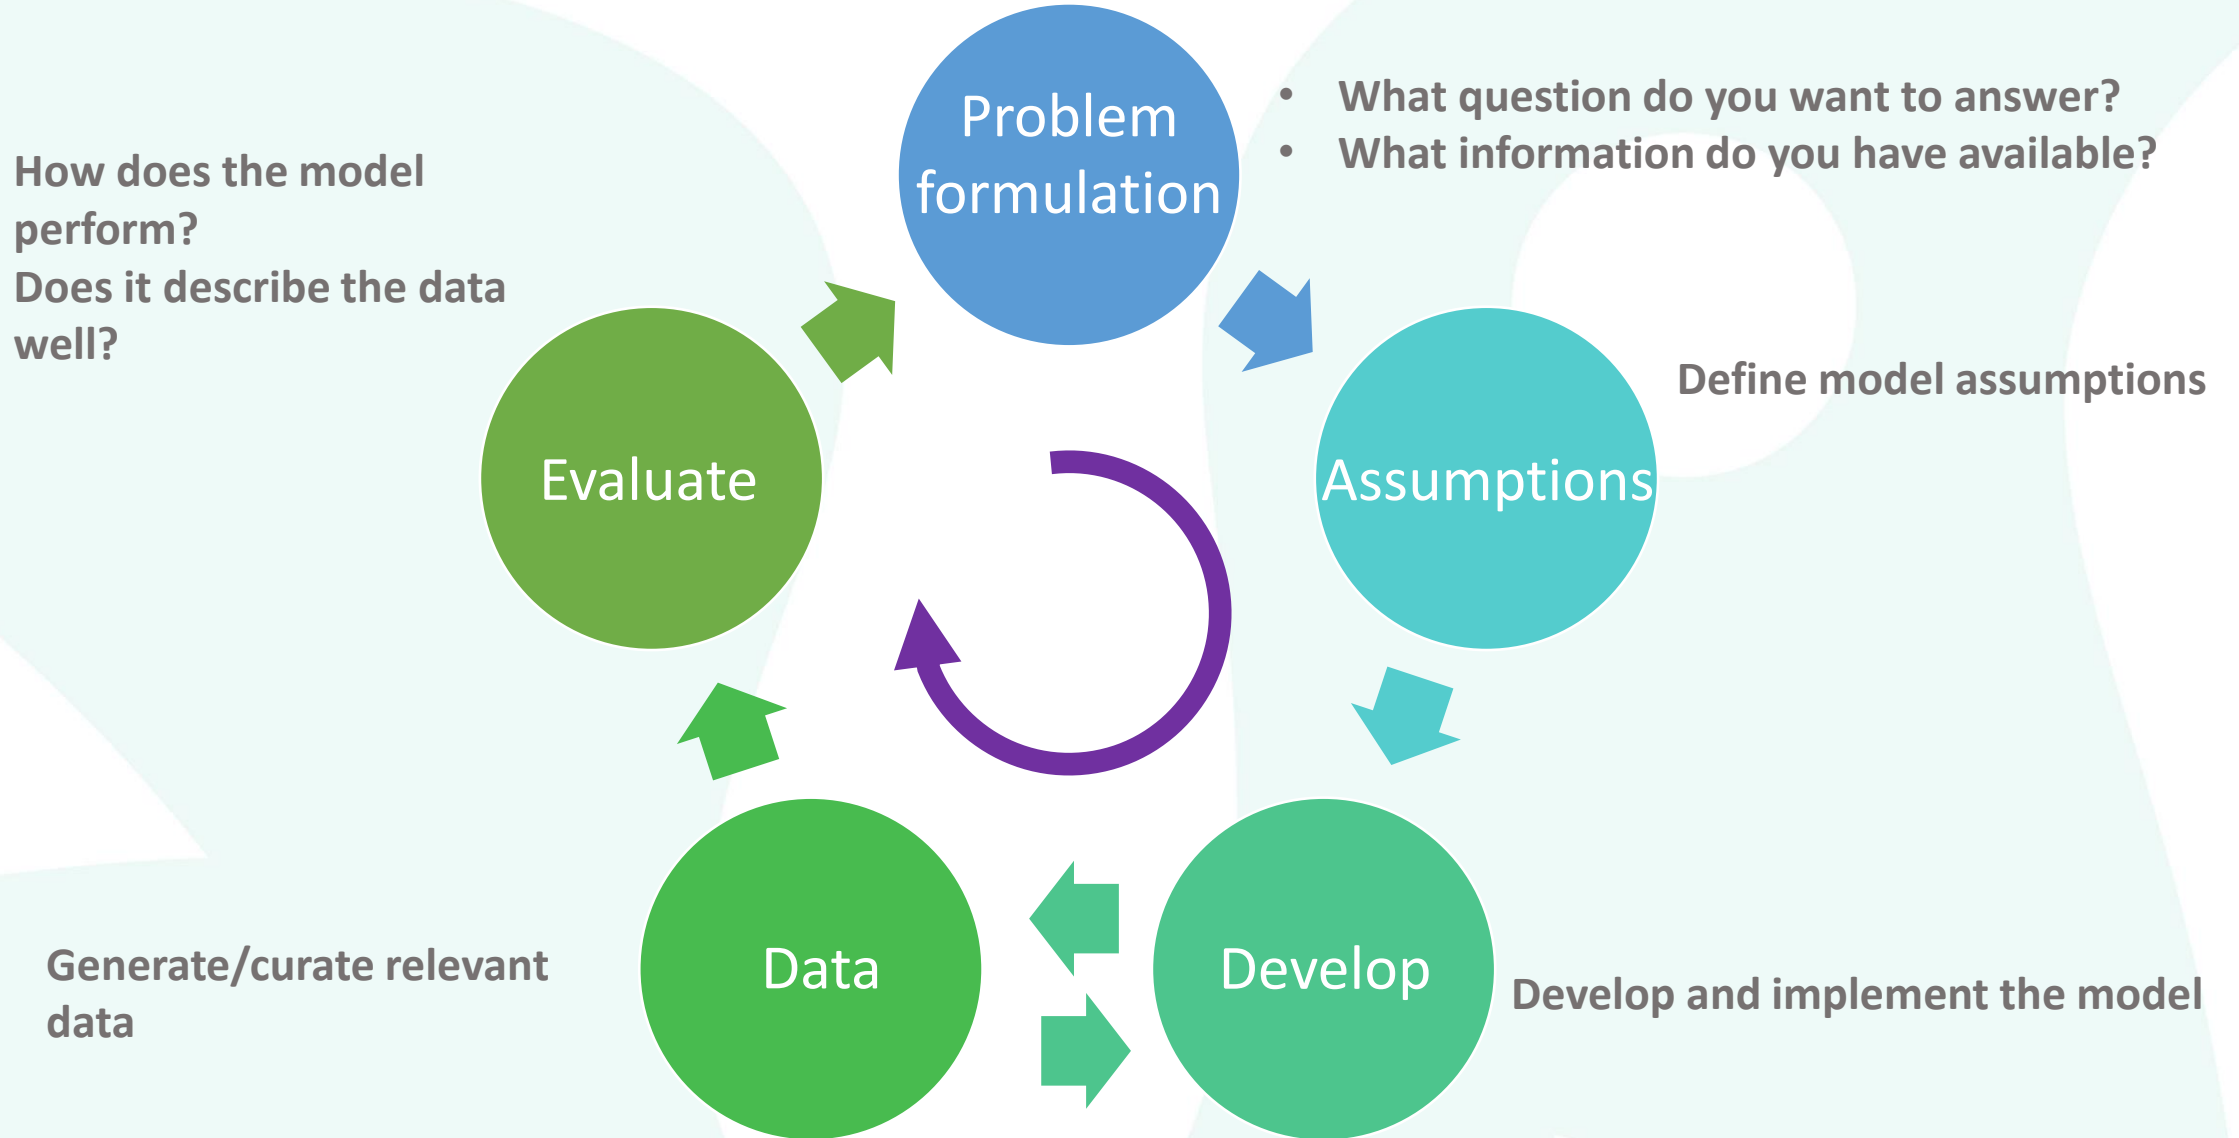 Problem
formulation
• What question do you want to answer?
• What information do you have available?
How does the model
perform?
Does it describe the data
well?
Evaluate
Assumptions
Define model assumptions
Data
Develop
Generate/curate relevant
data
Develop and implement the model